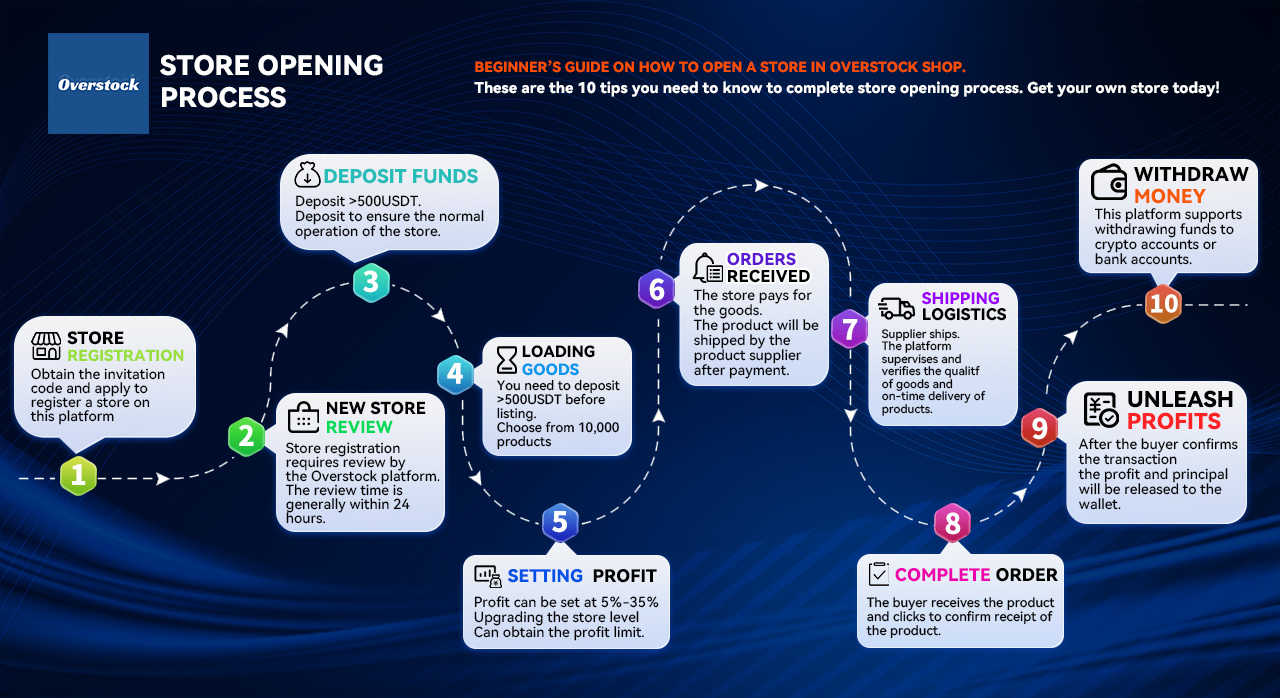 Overstock
STORE OPENING
PROCESS
BEGINNER'S GUIDE ON HOW TO OPEN A STORE IN OVERSTOCK SHOP.
These are the 10 tips you need to know to complete store opening process. Get your own store today!
1
STORE
REGISTRATION
Obtain the invitation
code and apply to
register a store on
this platform
2
NEW STORE
REVIEW
Store registration
requires review by
the Overstock platform.
The review time is
generally within 24
hours.
3
DEPOSIT FUNDS
Deposit >500USDT.
Deposit to ensure the normal
operation of the store.
4
LOADING
GOODS
You need to deposit
>500USDT before
listing.
Choose from 10,000
products
5
SETTING PROFIT
Profit can be set at 5%-35%
Upgrading the store level
Can obtain the profit limit.
6
ORDERS
RECEIVED
The store pays for
the goods.
The product will be
shipped by the
product supplier
after payment.
7
SHIPPING
LOGISTICS
Supplier ships.
The platform
supervises and
verifies the qualitf
of goods and
on-time delivery of
products.
8
COMPLETE ORDER
The buyer receives the product
and clicks to confirm receipt of
the product.
9
UNLEASH
PROFITS
After the buyer confirms
the transaction
the profit and principal
will be released to the
wallet.
10
WITHDRAW
MONEY
This platform supports
withdrawing funds to
crypto accounts or
bank accounts.